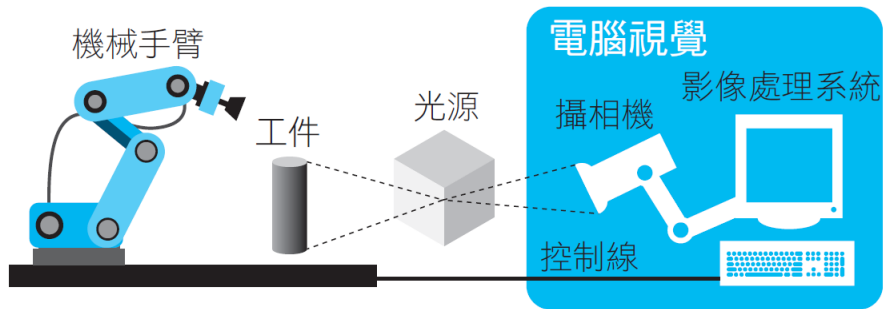 機械手臂
工件
光源
電腦視覺
攝相機
影像處理系統
控制線